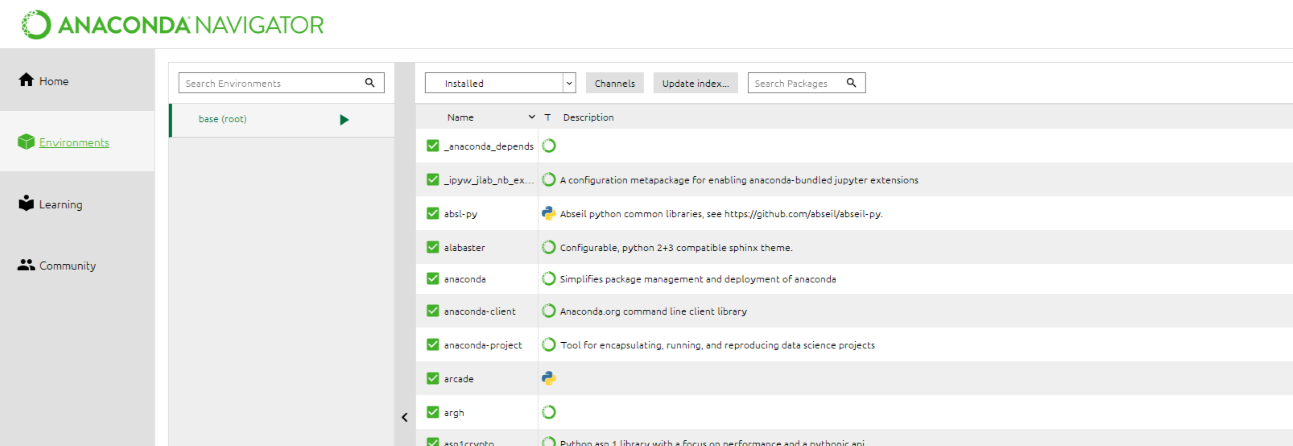 ANACONDA NAVIGATOR
Home
Environments
Learning
Community
Search Environments
base (root)
Installed
Channels
Update index...
Search Packages
Name T Description
_anaconda_depends
_ipyw_jlab_nb_ex... A configuration metapackage for enabling anaconda-bundled jupyter extensions
absl-py Abseil python common libraries, see https://github.com/abseil/abseil-py.
alabaster Configurable, python 2+3 compatible sphinx theme.
anaconda Simplifies package management and deployment of anaconda
anaconda-client Anaconda.org command line client library
anaconda-project Tool for encapsulating, running, and reproducing data science projects
arcade
argh
asn1crypto Python asn.1 library with a focus on performance and a pythonic api